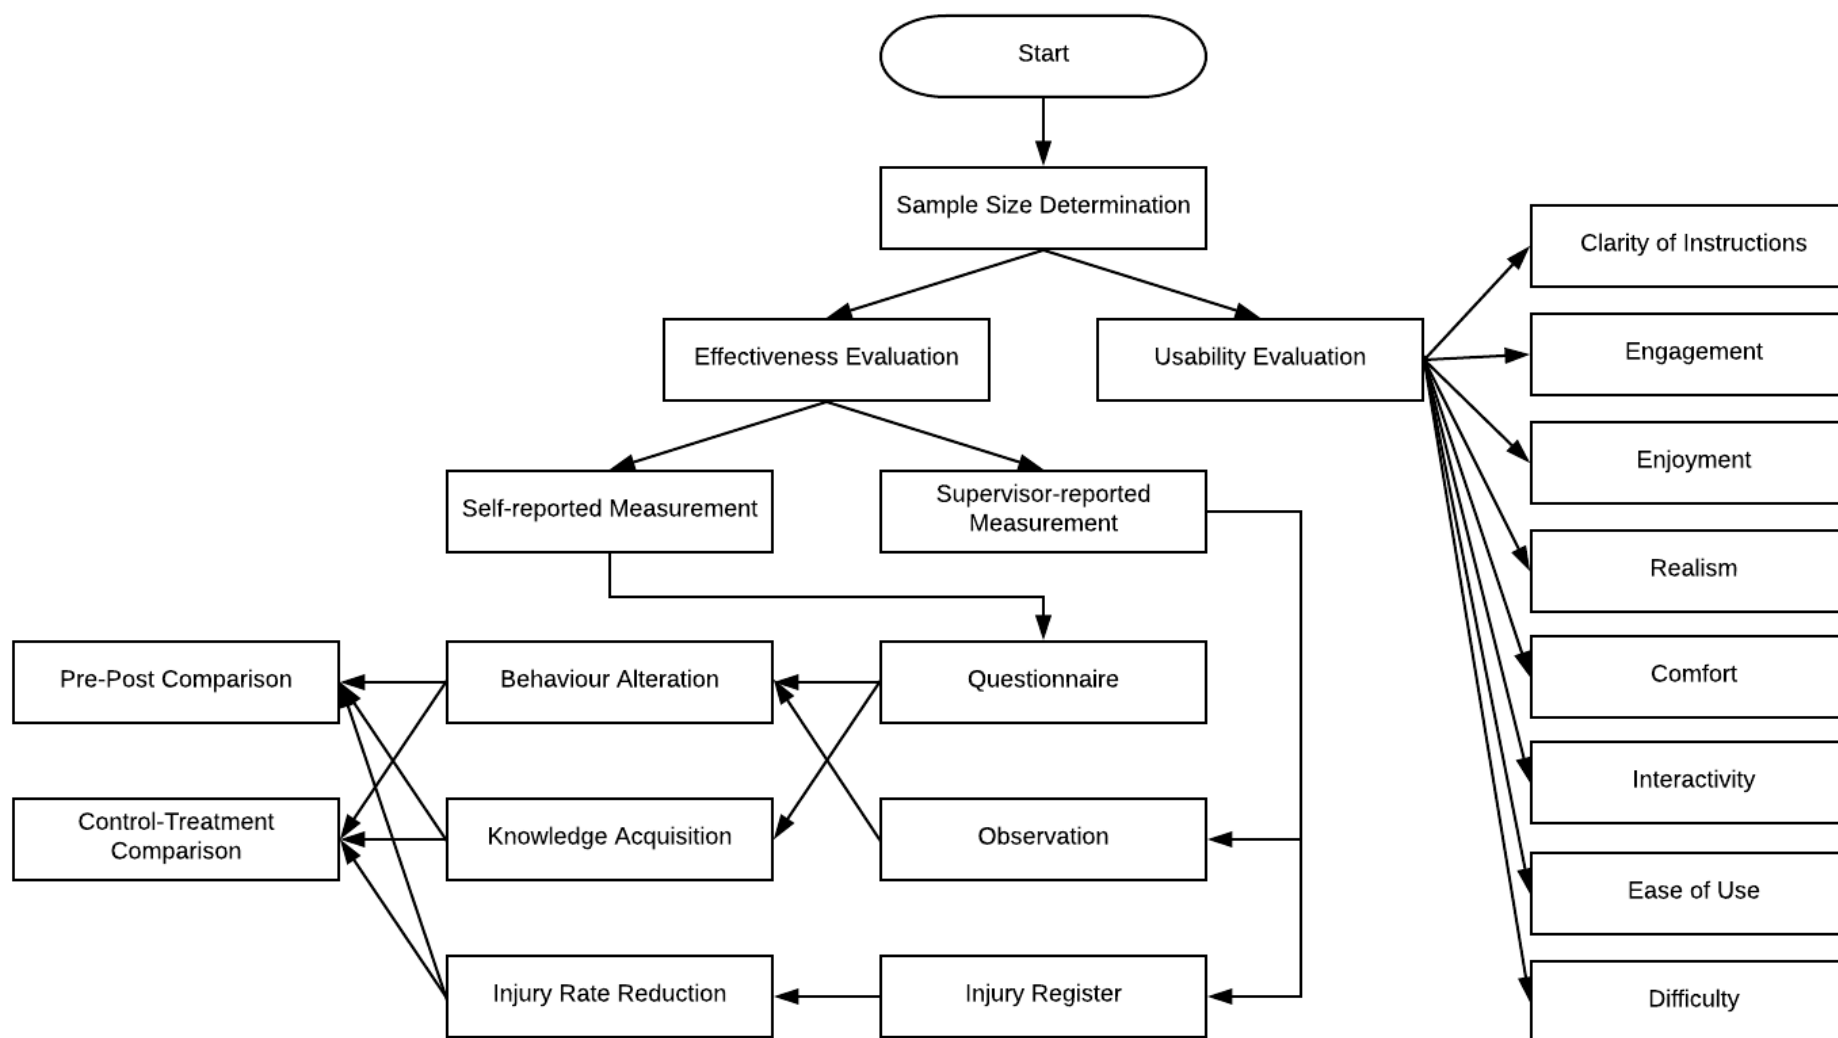 Start
Sample Size Determination
Effectiveness Evaluation
Usability Evaluation
Self-reported Measurement
Supervisor-reported
Measurement
Pre-Post Comparison
Behaviour Alteration
Questionnaire
Control-Treatment
Comparison
Knowledge Acquisition
Observation
Injury Rate Reduction
Injury Register
Clarity of Instructions
Engagement
Enjoyment
Realism
Comfort
Interactivity
Ease of Use
Difficulty